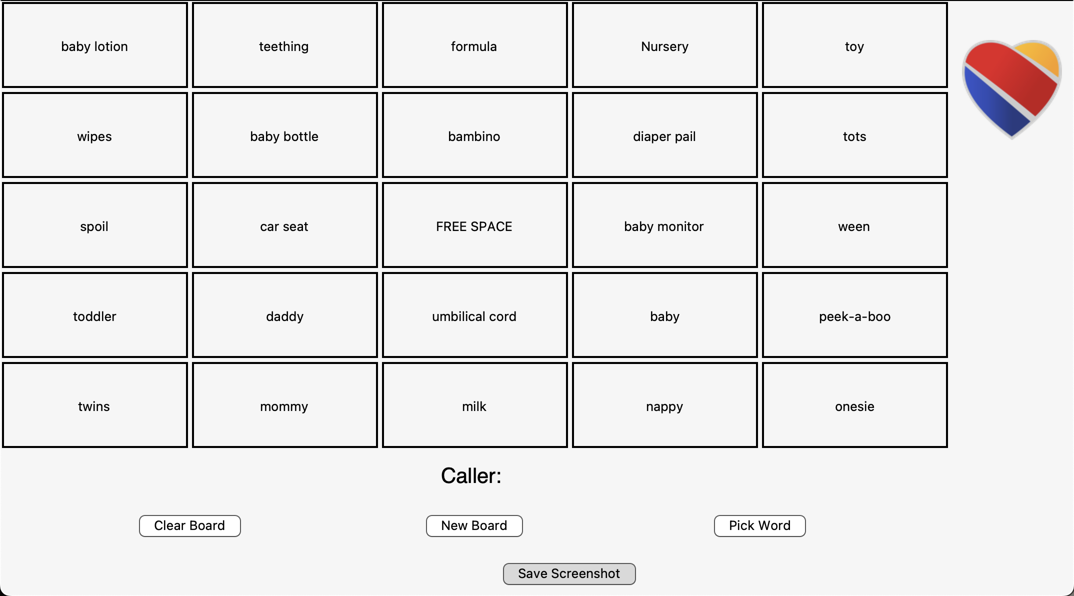 baby lotion
teething
formula
Nursery
toy
wipes
baby bottle
bambino
diaper pail
tots
spoil
car seat
FREE SPACE
baby monitor
ween
toddler
daddy
umbilical cord
baby
peek-a-boo
twins
mommy
milk
nappy
onesie
Caller:
Clear Board
New Board
Pick Word
Save Screenshot